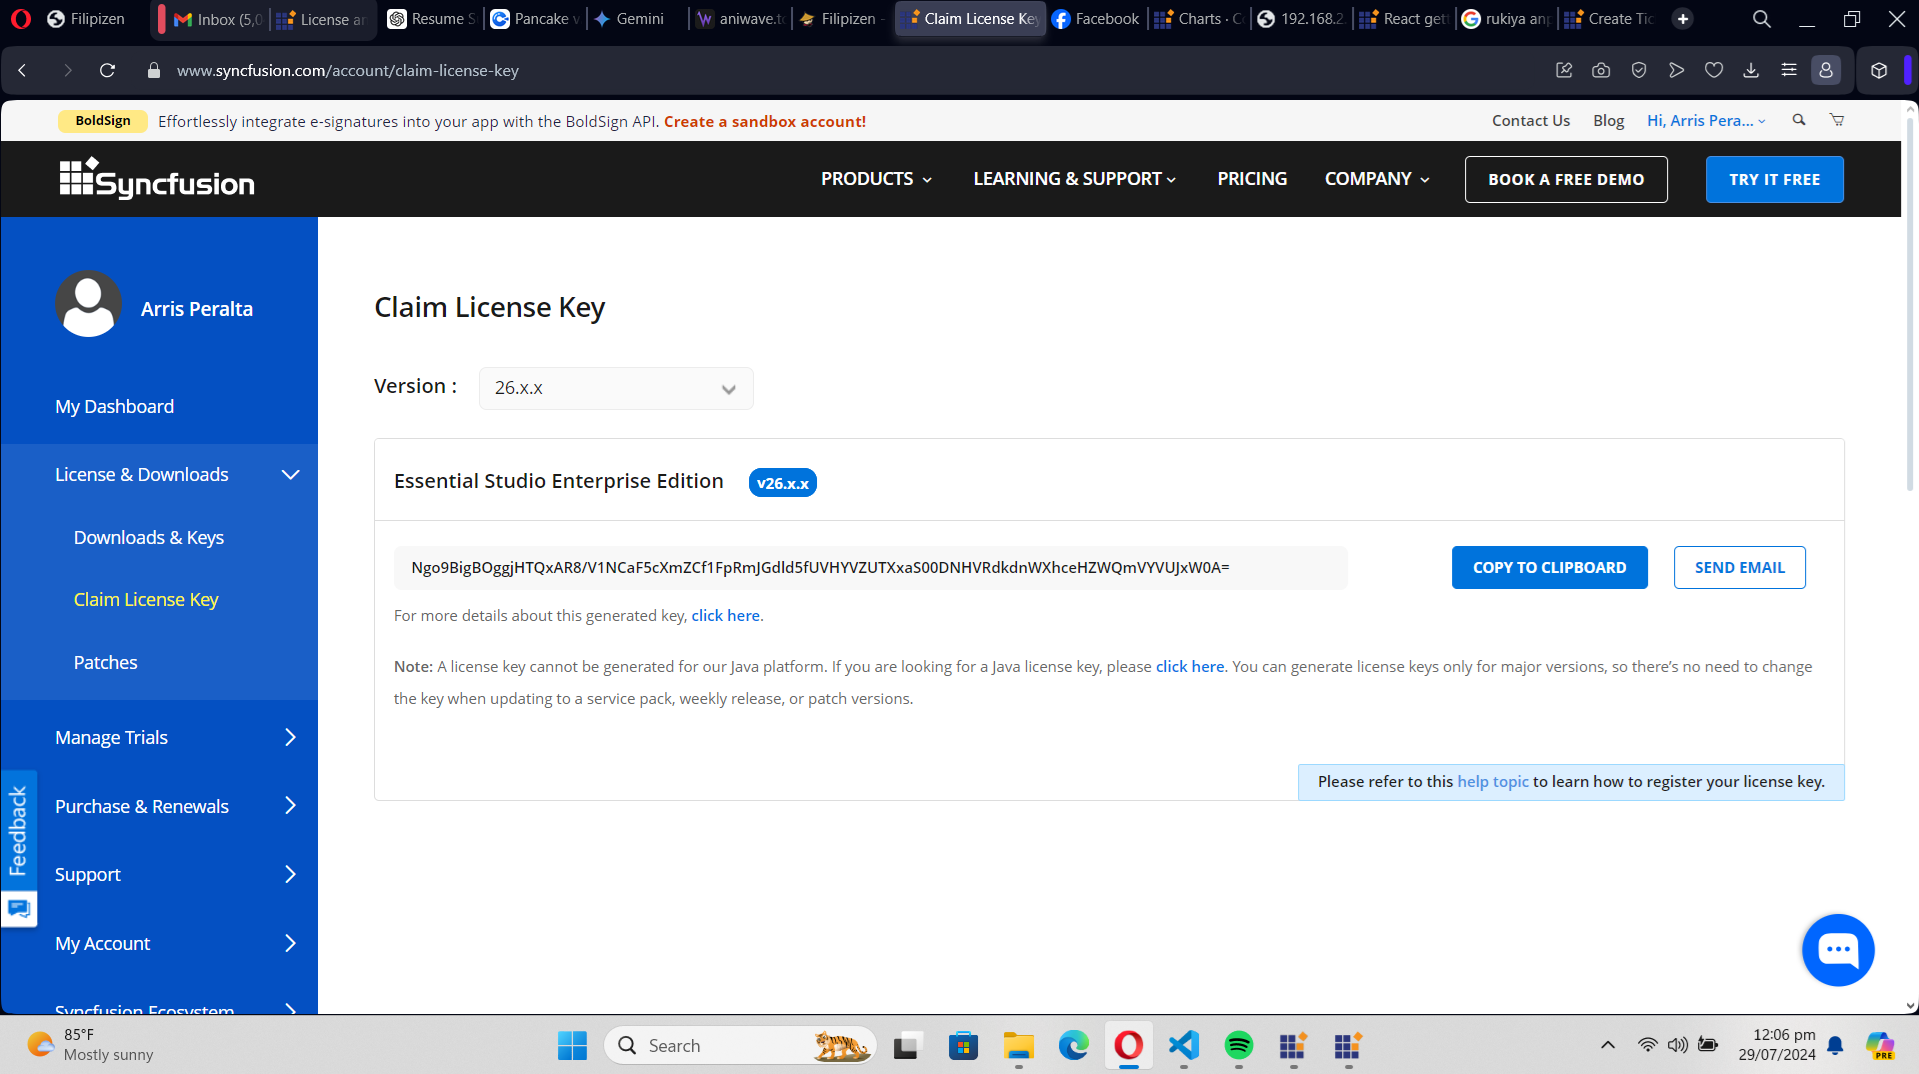 Filipizen
Inbox (5,0
License an
Resume S
Pancake v
Gemini
aniwave.to
Filipizen -
Claim License Key
Facebook
Charts · C
192.168.2
React gett
rukiya anp
Create Tic
www.syncfusion.com/account/claim-license-key
BoldSign Effortlessly integrate e-signatures into your app with the BoldSign API. Create a sandbox account!
Contact Us Blog Hi, Arris Pera...
Syncfusion
PRODUCTS LEARNING & SUPPORT PRICING COMPANY BOOK A FREE DEMO TRY IT FREE
Arris Peralta
My Dashboard
License & Downloads
Downloads & Keys
Claim License Key
Patches
Manage Trials
Purchase & Renewals
Support
My Account
Syncfusion Ecosystem
Feedback
Claim License Key
Version : 26.x.x
Essential Studio Enterprise Edition v26.x.x
Ngo9BigBOggjHTQxAR8/V1NCaF5cXmZCf1FpRmJGdld5fUVHYVZUTXxaS00DNHVRdkdnWXhceHZWQmVYVUJxW0A=
COPY TO CLIPBOARD SEND EMAIL
For more details about this generated key, click here.
Note: A license key cannot be generated for our Java platform. If you are looking for a Java license key, please click here. You can generate license keys only for major versions, so there’s no need to change
the key when updating to a service pack, weekly release, or patch versions.
Please refer to this help topic to learn how to register your license key.
85°F
Mostly sunny
Search
12:06 pm
29/07/2024
PRE